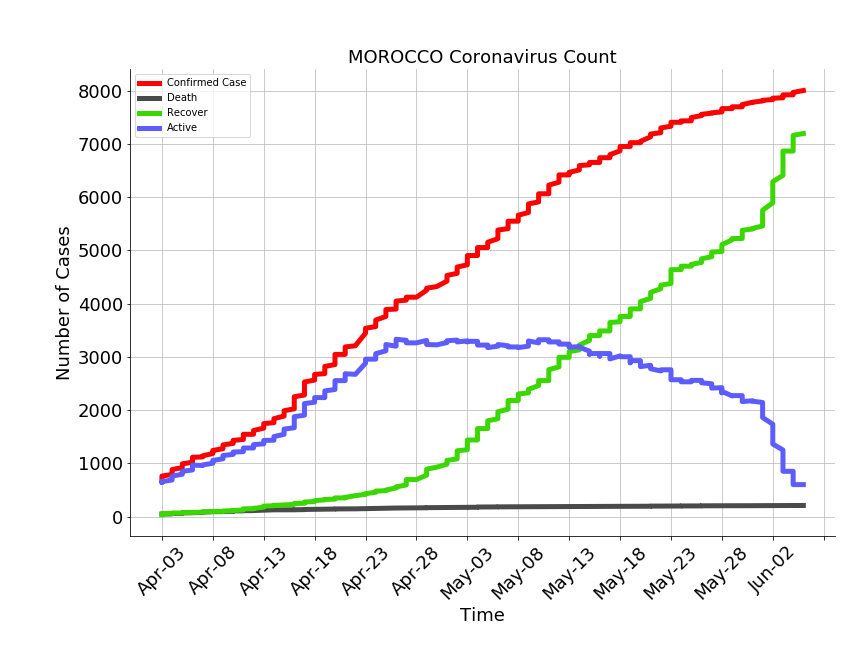 MOROCCO Coronavirus Count
Confirmed Case
Death
Recover
Active
Number of Cases
8000
7000
6000
5000
4000
3000
2000
1000
0
Apr-03
Apr-08
Apr-13
Apr-18
Apr-23
Apr-28
May-03
May-08
May-13
May-18
May-23
May-28
Jun-02
Time